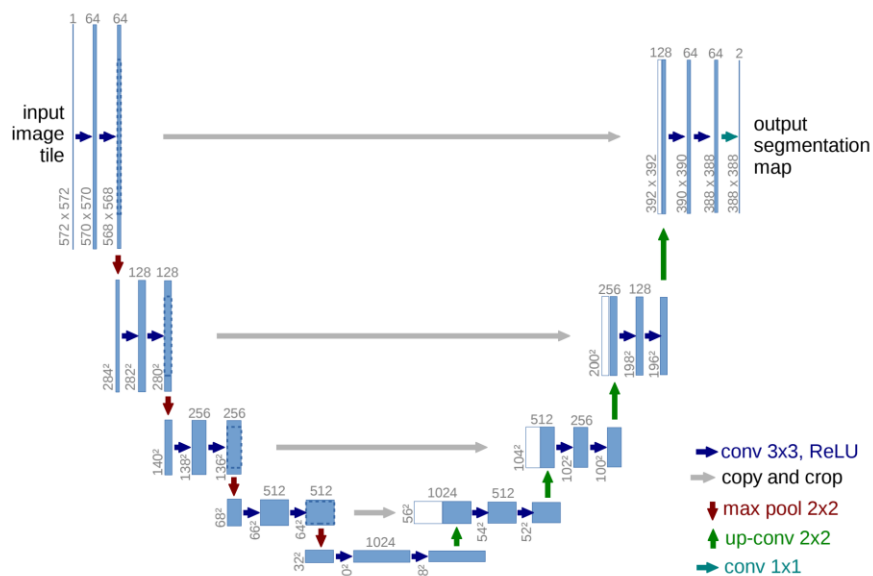 1 64 64
input
image
tile
572 x 572
570 x 570
568 x 568
128 64 64 2
output
segmentation
map
392 x 392
390 x 390
388 x 388
388 x 388
128 128
284²
282²
280²
256 128
200²
198²
196²
256 256
140²
138²
136²
512 256
104²
102²
100²
512 512
68²
66²
64²
1024 512
56²
54²
52²
1024
32²
0²
8²
conv 3x3, ReLU
copy and crop
max pool 2x2
up-conv 2x2
conv 1x1